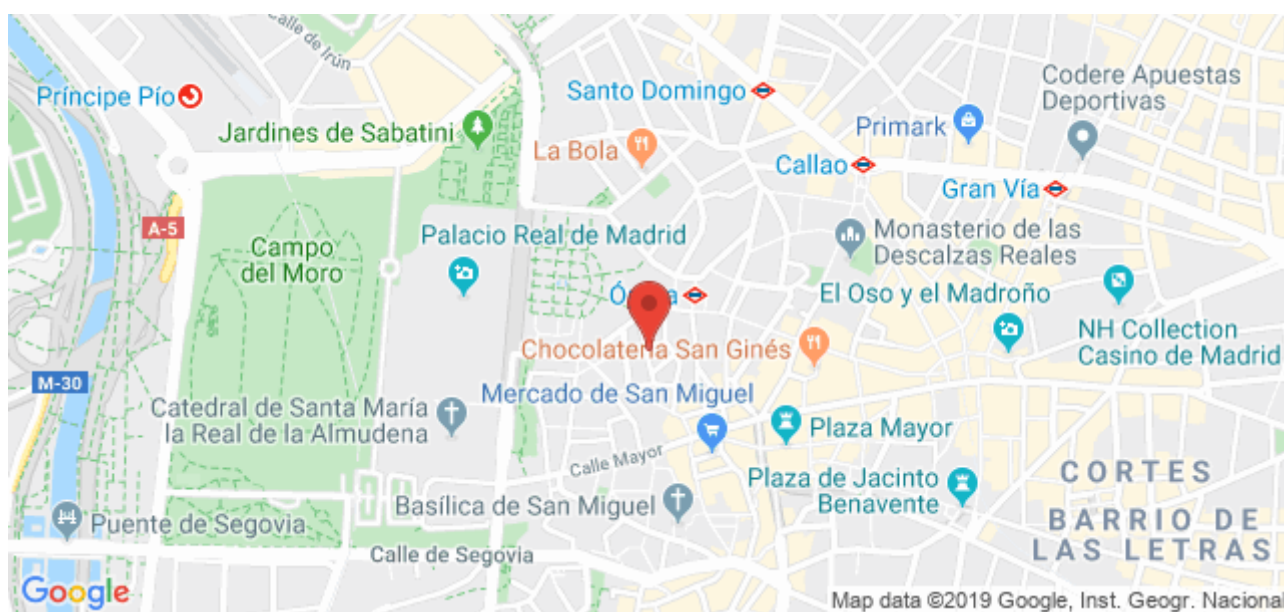 Calle de Irún
Príncipe Pío
Santo Domingo
Codere Apuestas
Deportivas
Jardines de Sabatini
La Bola
Primark
Callao
Gran Vía
A-5
Campo
del Moro
Palacio Real de Madrid
Monasterio de las
Descalzas Reales
El Oso y el Madroño
NH Collection
Casino de Madrid
Chocolatería San Ginés
M-30
Mercado de San Miguel
Catedral de Santa María
la Real de la Almudena
Plaza Mayor
Calle Mayor
Plaza de Jacinto
Benavente
CORTES
Basílica de San Miguel
BARRIO DE
LAS LETRAS
Puente de Segovia
Calle de Segovia
Google
Map data ©2019 Google, Inst. Geogr. Naciona